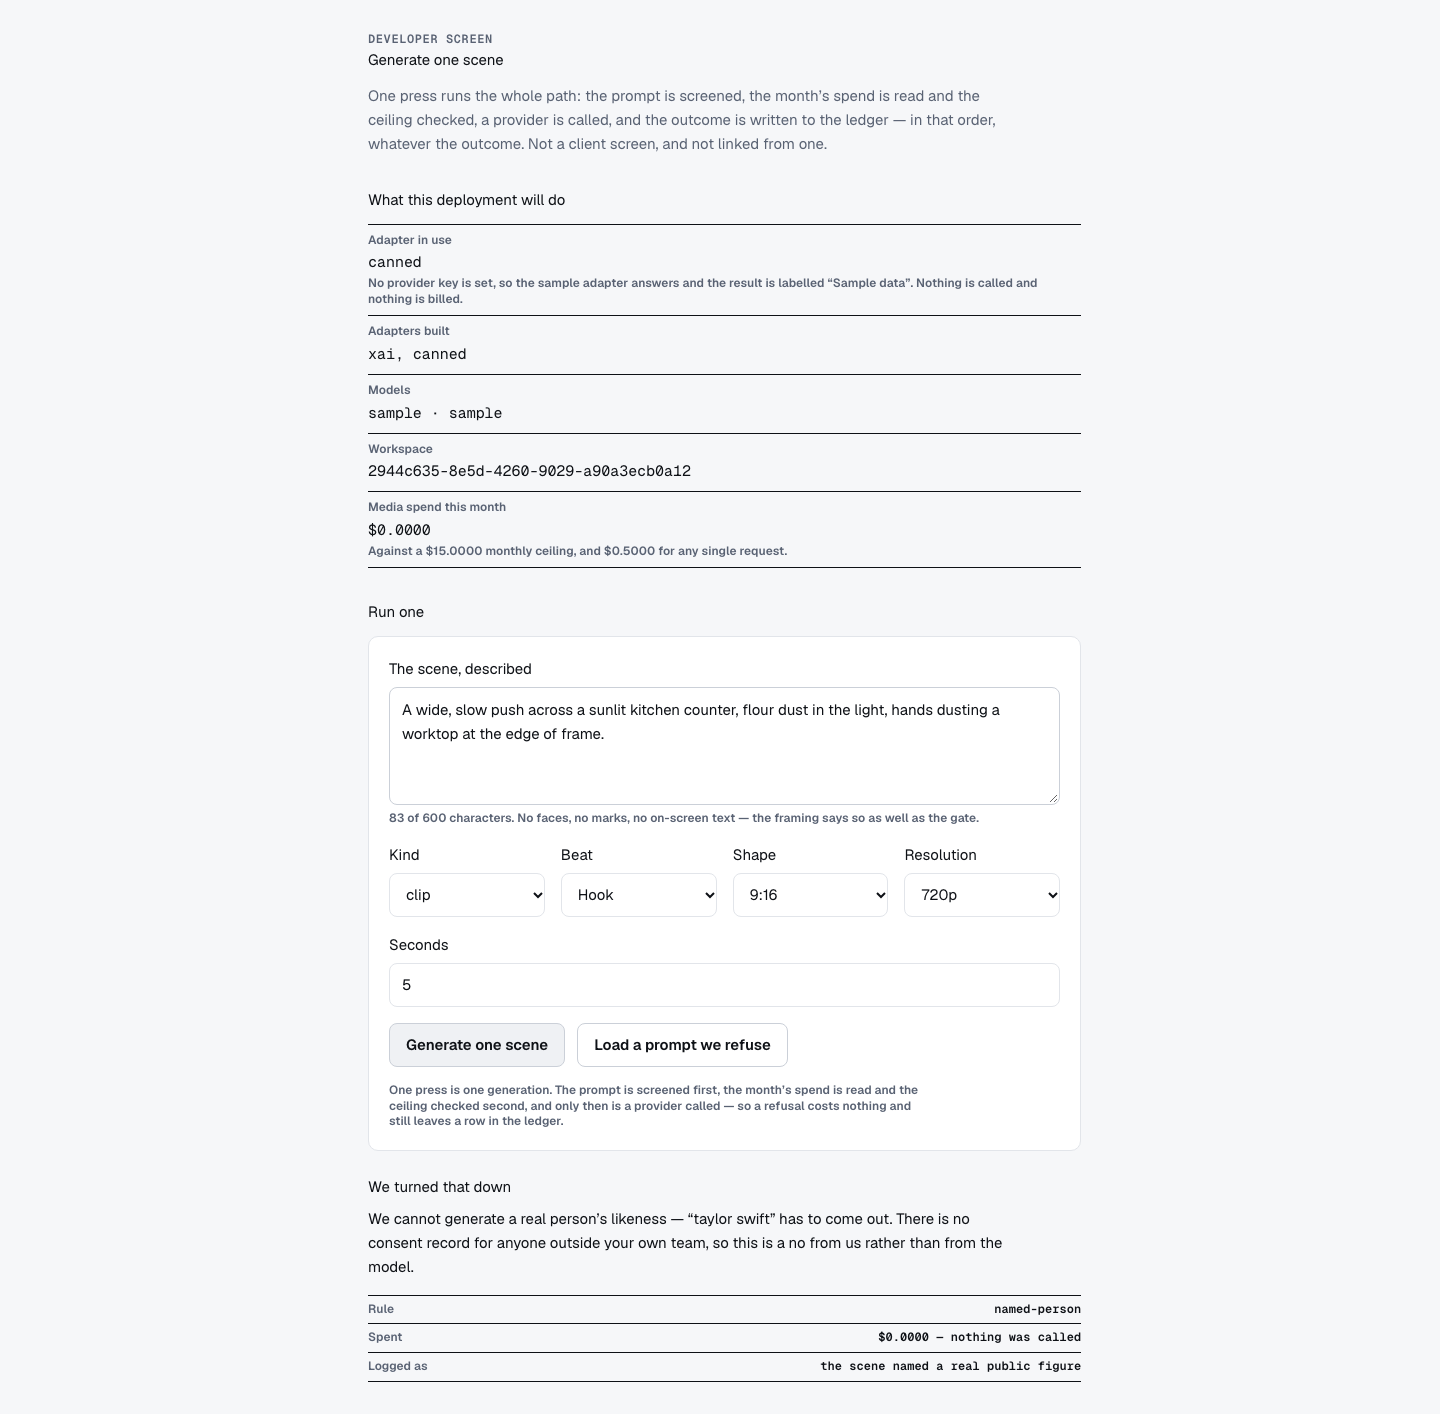 DEVELOPER SCREEN
Generate one scene
One press runs the whole path: the prompt is screened, the month’s spend is read and the
ceiling checked, a provider is called, and the outcome is written to the ledger — in that order,
whatever the outcome. Not a client screen, and not linked from one.
What this deployment will do
Adapter in use
canned
No provider key is set, so the sample adapter answers and the result is labelled “Sample data”. Nothing is called and
nothing is billed.
Adapters built
xai, canned
Models
sample · sample
Workspace
2944c635-8e5d-4260-9029-a90a3ecb0a12
Media spend this month
$0.0000
Against a $15.0000 monthly ceiling, and $0.5000 for any single request.
Run one
The scene, described
A wide, slow push across a sunlit kitchen counter, flour dust in the light, hands dusting a
worktop at the edge of frame.
83 of 600 characters. No faces, no marks, no on-screen text — the framing says so as well as the gate.
Kind Beat Shape Resolution
clip Hook 9:16 720p
Seconds
5
Generate one scene Load a prompt we refuse
One press is one generation. The prompt is screened first, the month’s spend is read and the
ceiling checked second, and only then is a provider called — so a refusal costs nothing and
still leaves a row in the ledger.
We turned that down
We cannot generate a real person’s likeness — “taylor swift” has to come out. There is no
consent record for anyone outside your own team, so this is a no from us rather than from the
model.
Rule named-person
Spent $0.0000 — nothing was called
Logged as the scene named a real public figure